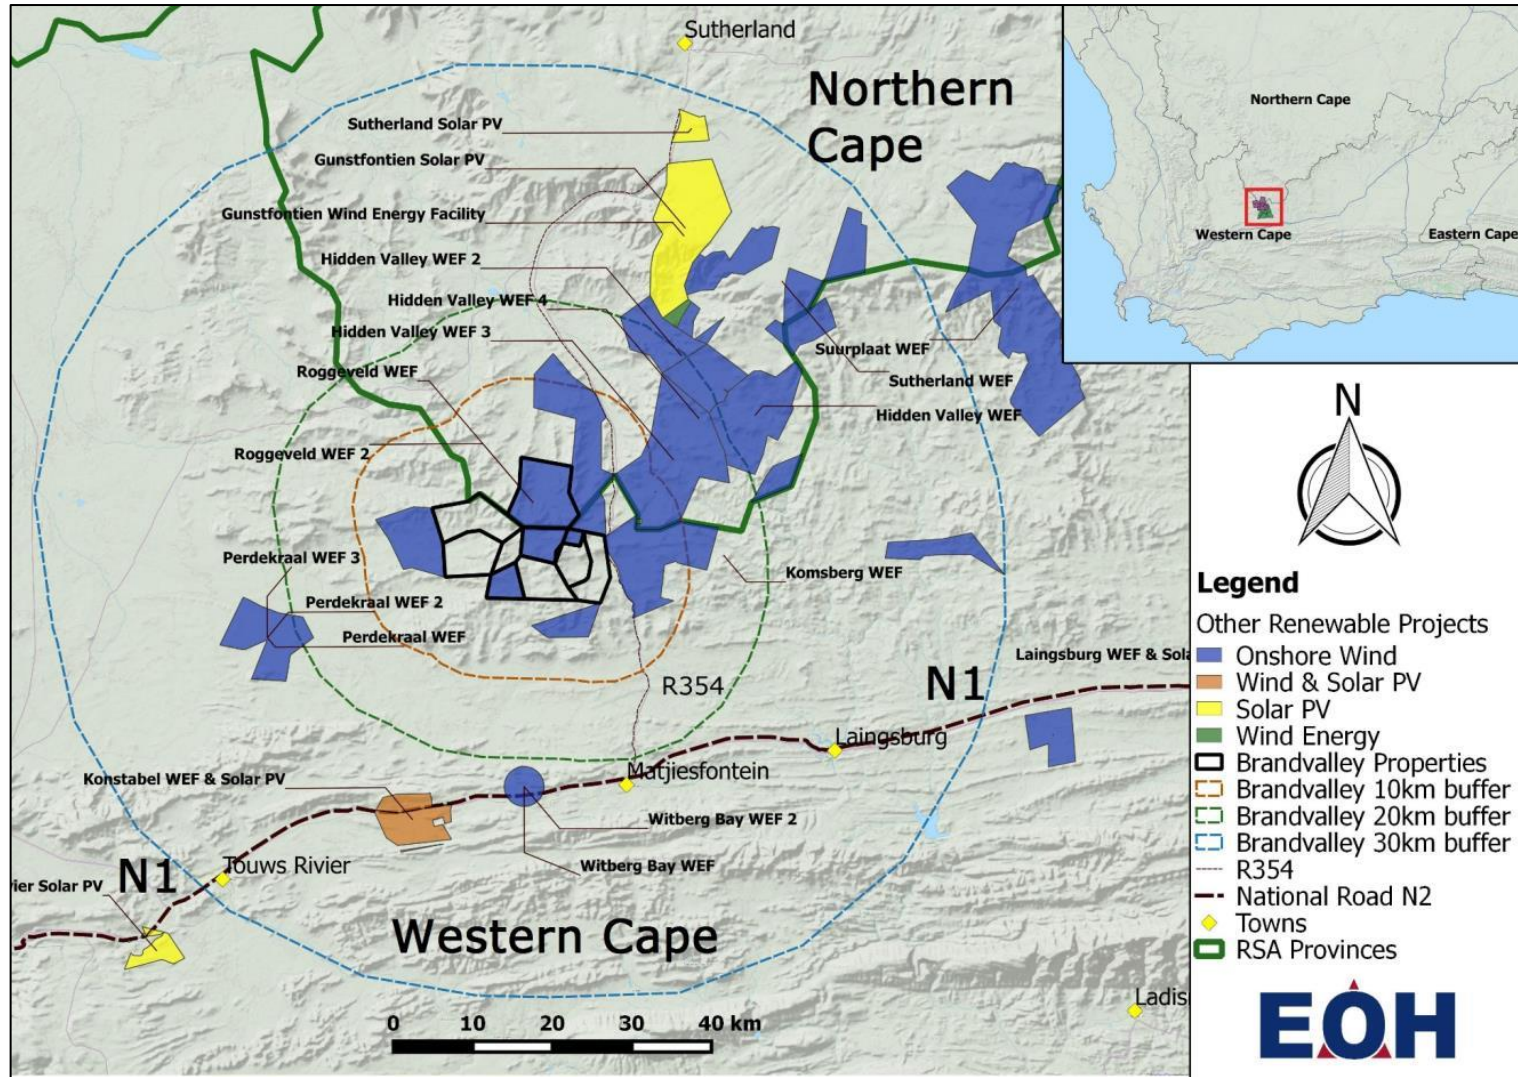 Sutherland
Northern
Cape
Sutherland Solar PV
Gunstfontien Solar PV
Gunstfontien Wind Energy Facility
Hidden Valley WEF 2
Hidden Valley WEF 4
Hidden Valley WEF 3
Roggeveld WEF
Roggeveld WEF 2
Suurplaat WEF
Sutherland WEF
Hidden Valley WEF
Perdekraal WEF 3
Perdekraal WEF 2
Perdekraal WEF
Komsberg WEF
Laingsburg WEF & Sola
R354
N1
Laingsburg
Matjiesfontein
Konstabel WEF & Solar PV
Witberg Bay WEF 2
Witberg Bay WEF
Touws Rivier
N1
vier Solar PV
Western Cape
Ladis
0 10 20 30 40 km
Northern Cape
Western Cape
Eastern Cape
N
Legend
Other Renewable Projects
Onshore Wind
Wind & Solar PV
Solar PV
Wind Energy
Brandvalley Properties
Brandvalley 10km buffer
Brandvalley 20km buffer
Brandvalley 30km buffer
R354
National Road N2
Towns
RSA Provinces
EOH